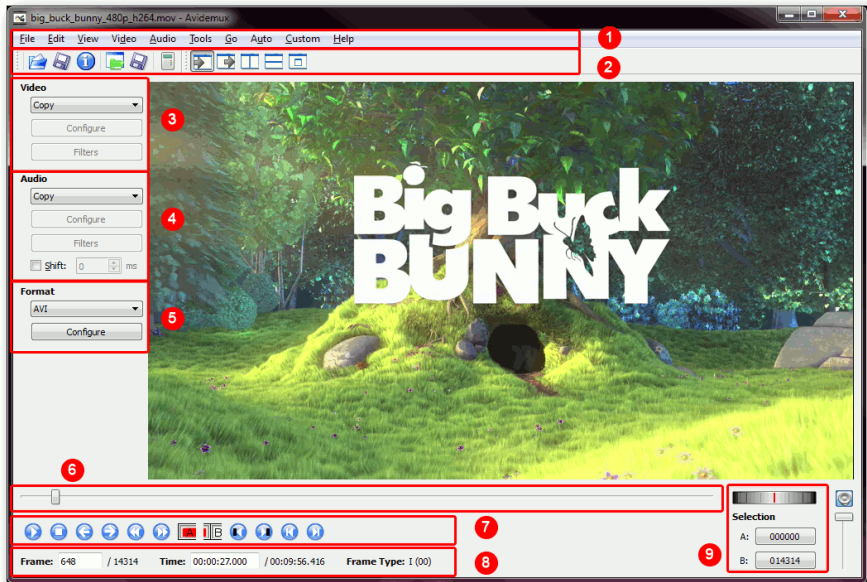 big_buck_bunny_480p_h264.mov - Avidemux
File Edit View Video Audio Tools Go Auto Custom Help
1
2
Video
Copy
Configure
Filters
3
Audio
Copy
Configure
Filters
Shift: 0 ms
4
Format
AVI
Configure
5
Big Buck
BUNNY
6
A B
7
Frame: 648 / 14314 Time: 00:00:27.000 / 00:09:56.416 Frame Type: I (00)
8
Selection
A: 000000
B: 014314
9